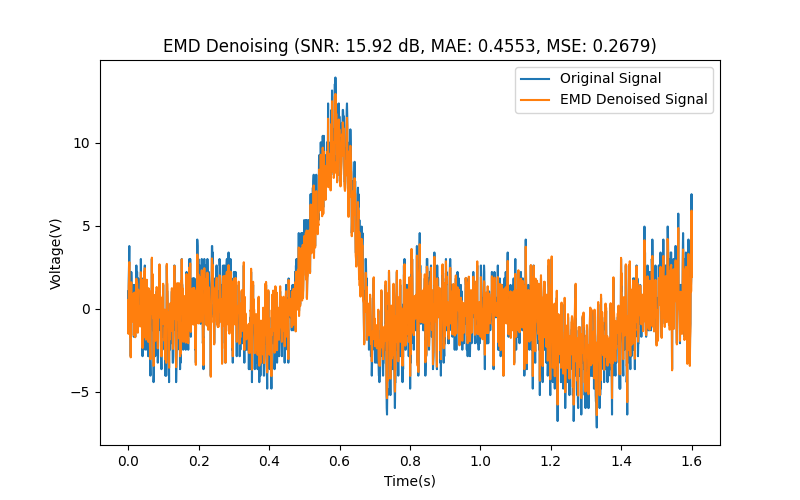 EMD Denoising (SNR: 15.92 dB, MAE: 0.4553, MSE: 0.2679)
Original Signal
EMD Denoised Signal
10
5
0
−5
Voltage(V)
0.0 0.2 0.4 0.6 0.8 1.0 1.2 1.4 1.6
Time(s)